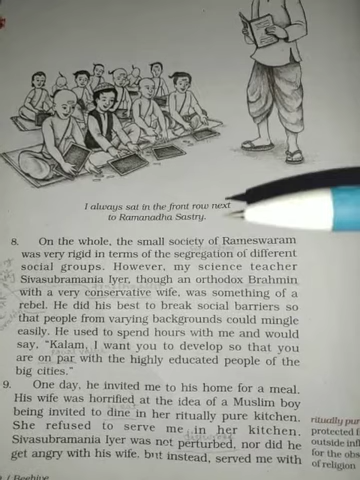 I always sat in the front row next
to Ramanadha Sastry.
8. On the whole, the small society of Rameswaram
was very rigid in terms of the segregation of different
social groups. However, my science teacher
Sivasubramania Iyer, though an orthodox Brahmin
with a very conservative wife, was something of a
rebel. He did his best to break social barriers so
that people from varying backgrounds could mingle
easily. He used to spend hours with me and would
say, “Kalam, I want you to develop so that you
are on par with the highly educated people of the
big cities.”
9. One day, he invited me to his home for a meal.
His wife was horrified at the idea of a Muslim boy
being invited to dine in her ritually pure kitchen.
She refused to serve me in her kitchen.
Sivasubramania Iyer was not perturbed, nor did he
get angry with his wife, but instead, served me with
ritually pur
protected f
outside infl
for the obs
of religion
/ Beehive